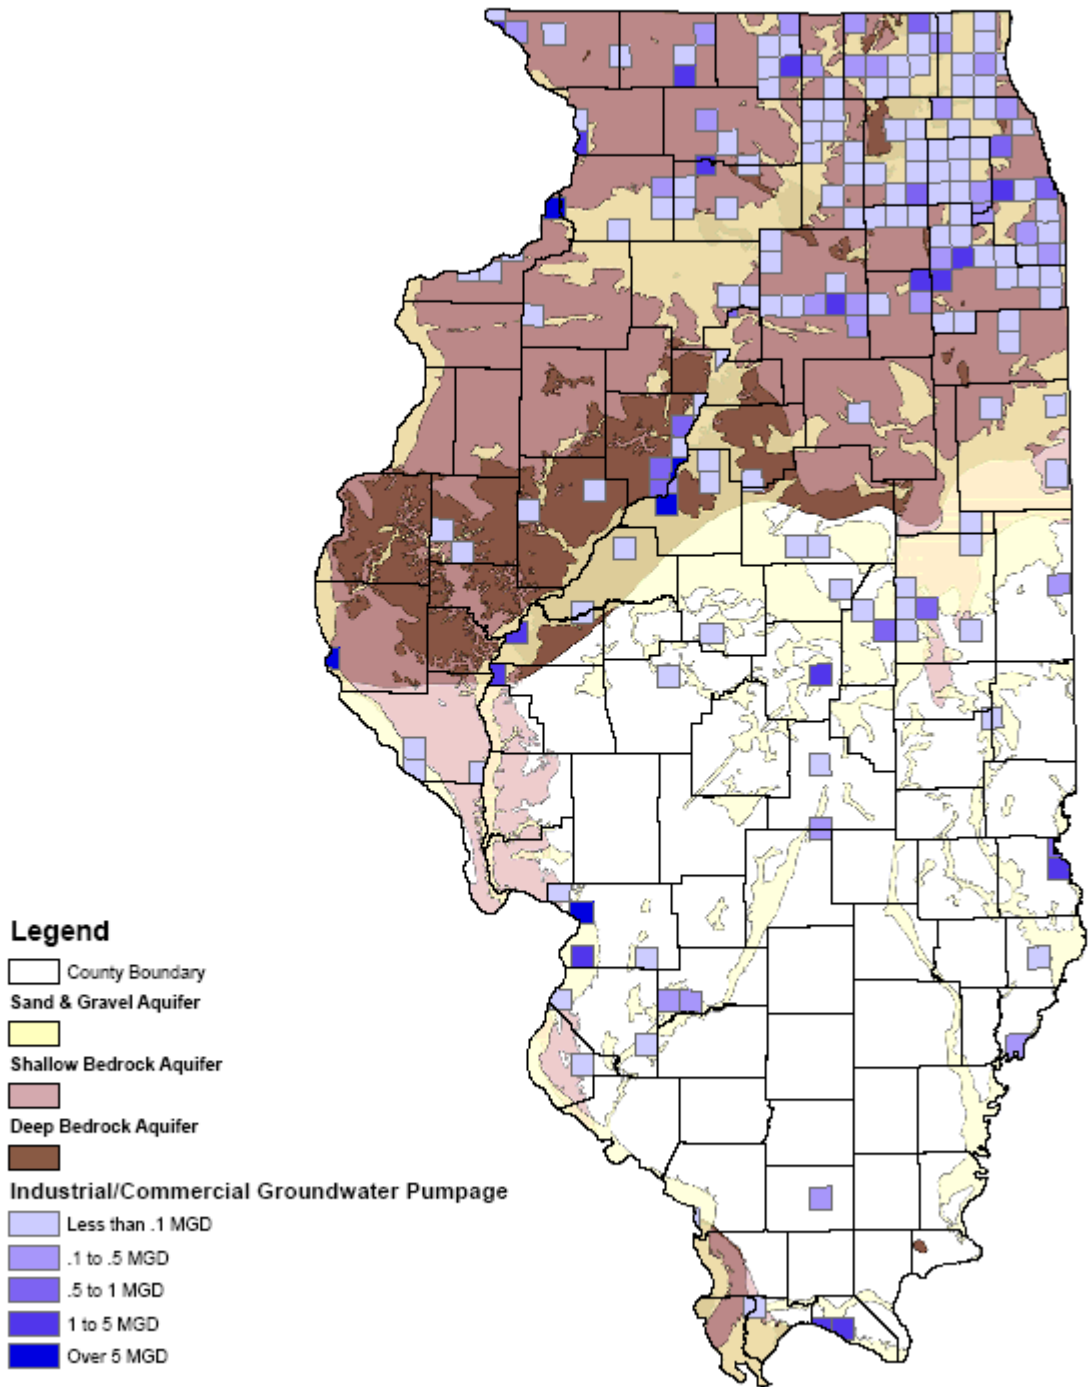 Legend
County Boundary
Sand & Gravel Aquifer
Shallow Bedrock Aquifer
Deep Bedrock Aquifer
Industrial/Commercial Groundwater Pumpage
Less than .1 MGD
.1 to .5 MGD
.5 to 1 MGD
1 to 5 MGD
Over 5 MGD